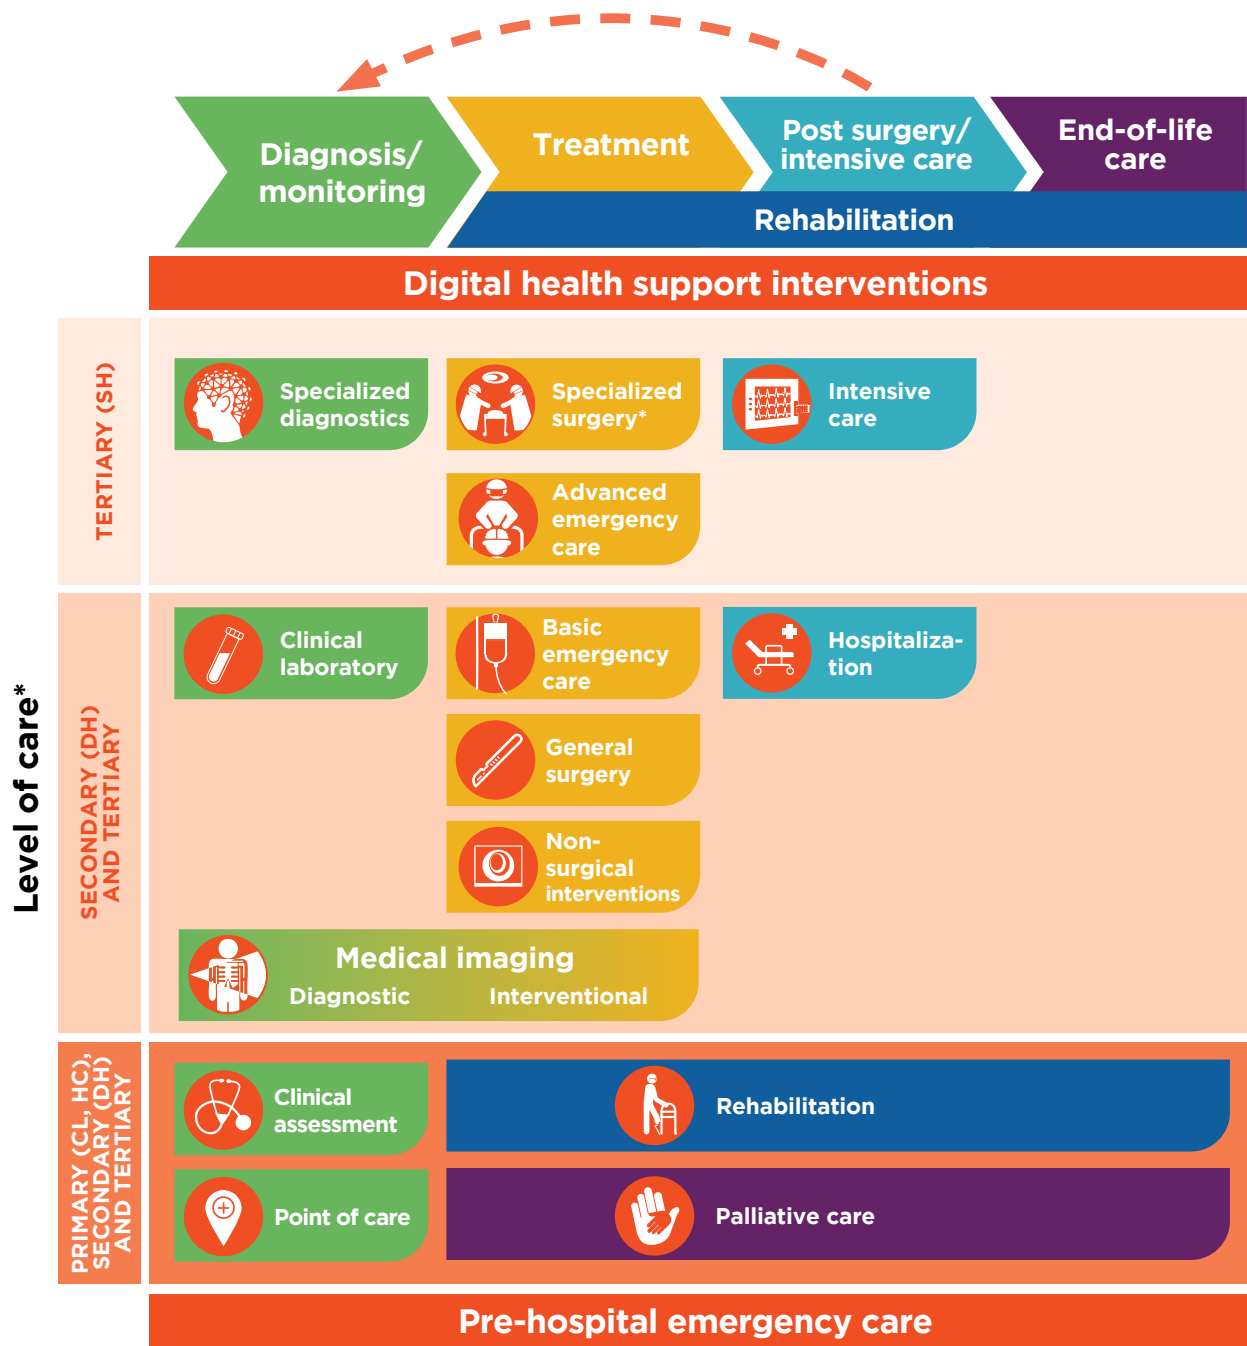 Diagnosis/
monitoring
Treatment
Post surgery/
intensive care
End-of-life
care
Rehabilitation
Digital health support interventions
Level of care*
TERTIARY (SH)
Specialized
diagnostics
Specialized
surgery*
Intensive
care
Advanced
emergency
care
SECONDARY (DH)
AND TERTIARY
Clinical
laboratory
Basic
emergency
care
Hospitaliza-
tion
General
surgery
Non-
surgical
interventions
Medical imaging
Diagnostic
Interventional
PRIMARY (CL, HC),
SECONDARY (DH)
AND TERTIARY
Clinical
assessment
Rehabilitation
Point of care
Palliative care
Pre-hospital emergency care